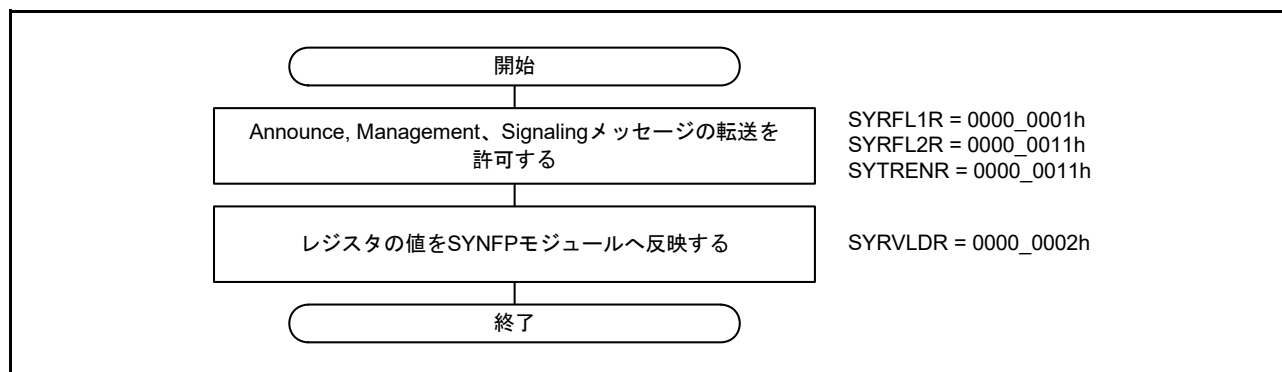 開始
Announce, Management、Signalingメッセージの転送を
許可する
SYRFL1R = 0000_0001h
SYRFL2R = 0000_0011h
SYTRENR = 0000_0011h
レジスタの値をSYNFPモジュールへ反映する
SYRVLDR = 0000_0002h
終了